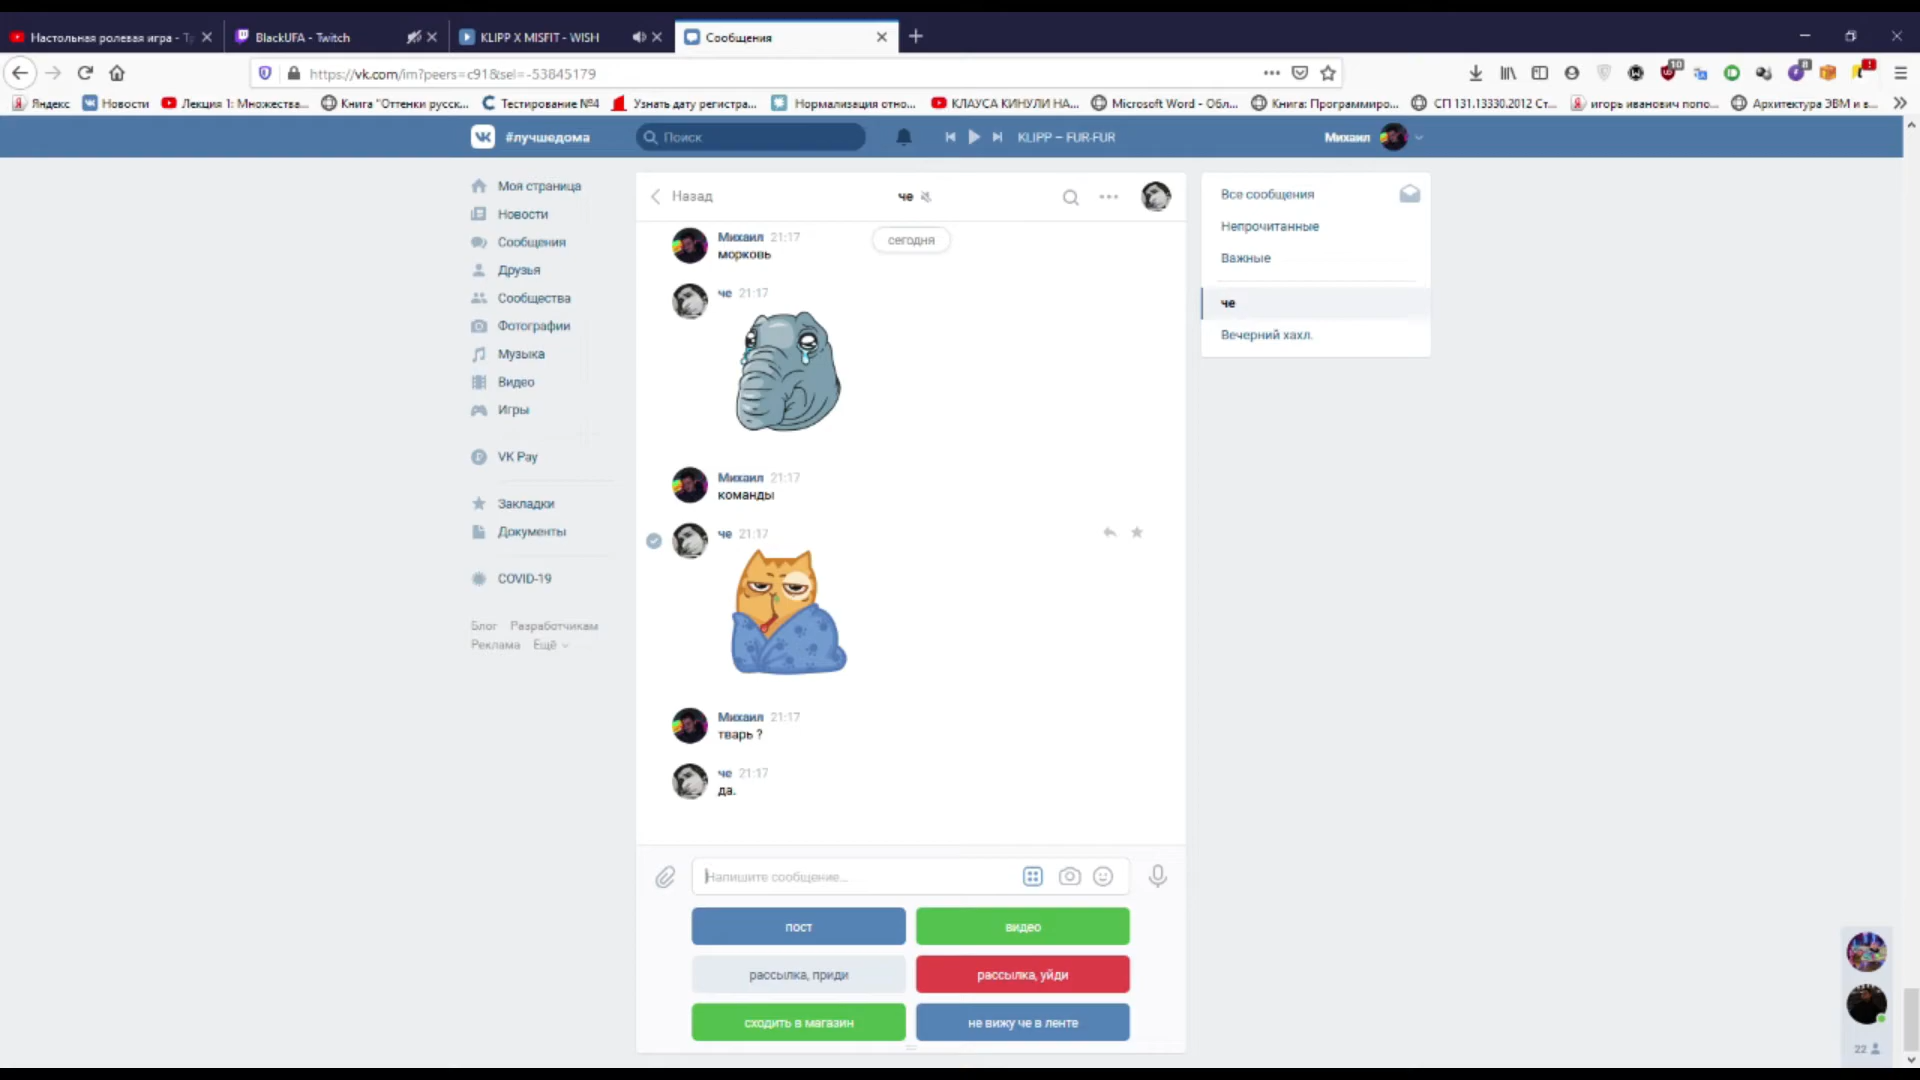 Настольная ролевая игра - Тр
BlackUFA - Twitch
KLIPP X MISFIT - WISH
Сообщения
https://vk.com/im?peers=c91&sel=-53845179
10
8
Яндекс
Новости
Лекция 1: Множества...
Книга "Оттенки русск...
Тестирование №4
Узнать дату регистра...
Нормализация отно...
КЛАУСА КИНУЛИ НА...
Microsoft Word - Обл...
Книга: Программиро...
СП 131.13330.2012 Ст...
игорь иванович попо...
Архитектура ЭВМ и в...
#лучшедома
Поиск
KLIPP – FUR-FUR
Михаил
Моя страница
Новости
Сообщения
Друзья
Сообщества
Фотографии
Музыка
Видео
Игры
VK Pay
Закладки
Документы
COVID-19
Блог Разработчикам
Реклама Ещё
Назад
че
сегодня
Михаил 21:17
морковь
че 21:17
Михаил 21:17
команды
че 21:17
Михаил 21:17
тварь ?
че 21:17
да.
Напишите сообщение...
пост
видео
рассылка, приди
рассылка, уйди
сходить в магазин
не вижу че в ленте
Все сообщения
Непрочитанные
Важные
че
Вечерний хахл.
22